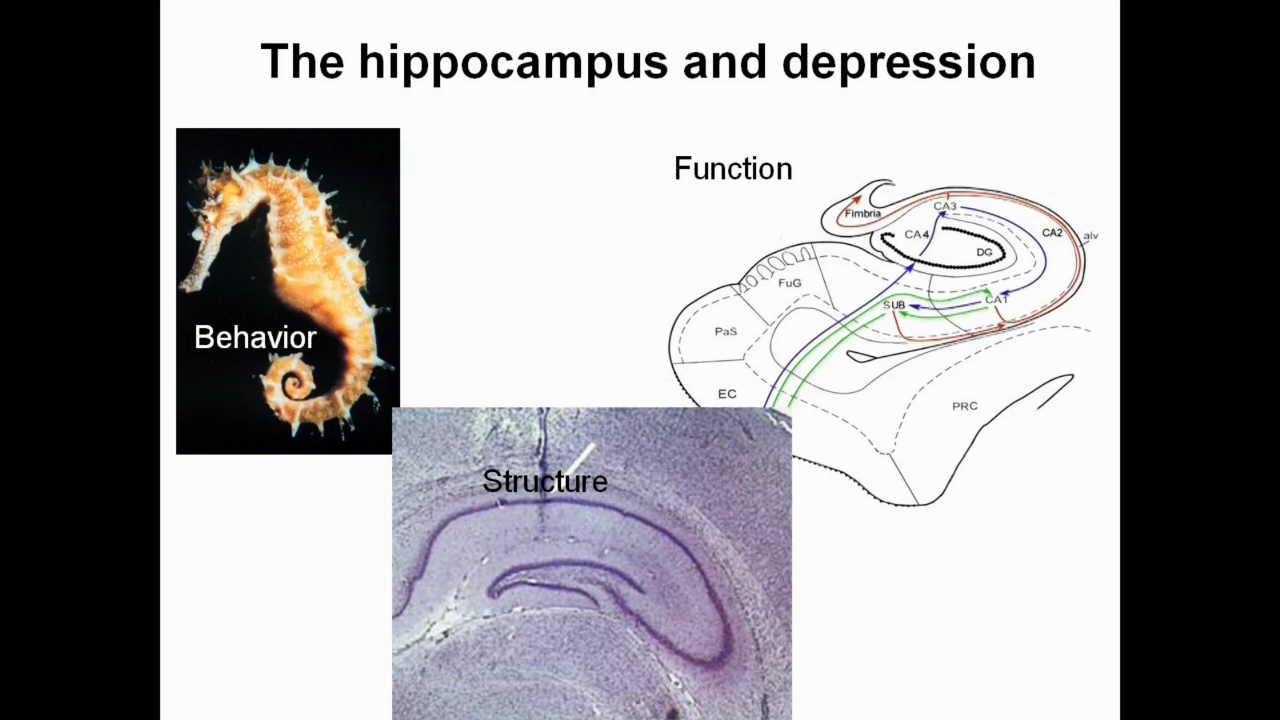 The hippocampus and depression
Function
Behavior
Structure
Fimbria
CA3
CA4
CA2
alv
DG
FuG
SUB
CA1
PaS
EC
PRC